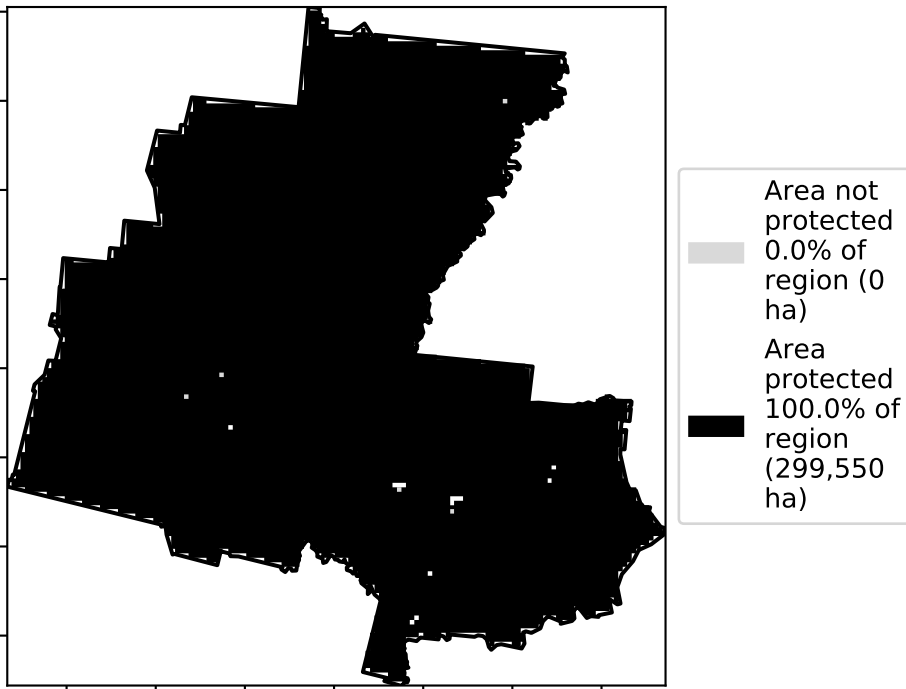 Area not
protected
0.0% of
region (0
ha)
Area
protected
100.0% of
region
(299,550
ha)